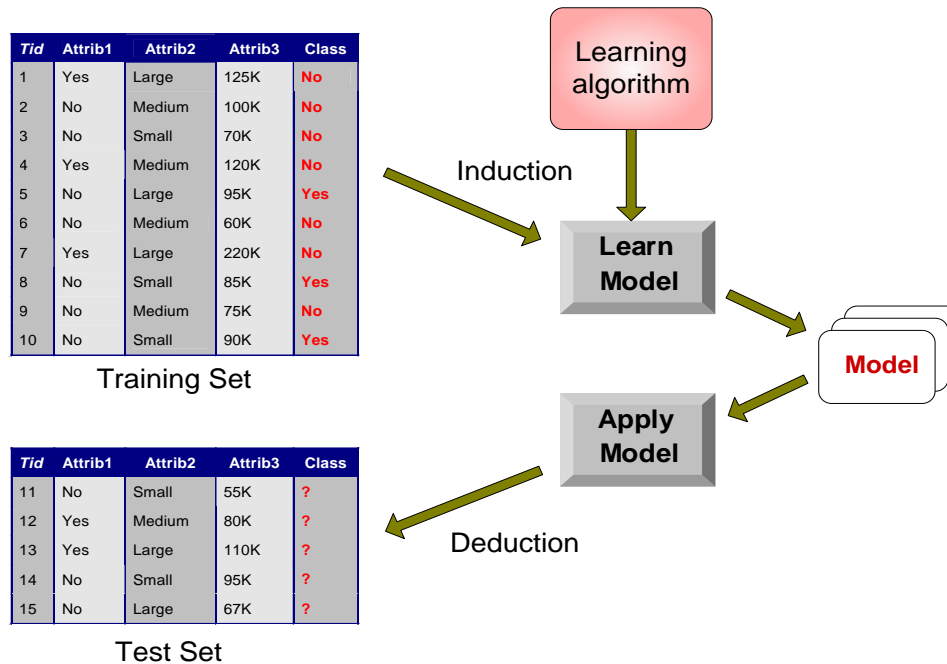 Tid Attrib1 Attrib2 Attrib3 Class
1 Yes Large 125K No
2 No Medium 100K No
3 No Small 70K No
4 Yes Medium 120K No
5 No Large 95K Yes
6 No Medium 60K No
7 Yes Large 220K No
8 No Small 85K Yes
9 No Medium 75K No
10 No Small 90K Yes
Training Set
Learning
algorithm
Induction
Learn
Model
Model
Apply
Model
Deduction
Tid Attrib1 Attrib2 Attrib3 Class
11 No Small 55K ?
12 Yes Medium 80K ?
13 Yes Large 110K ?
14 No Small 95K ?
15 No Large 67K ?
Test Set